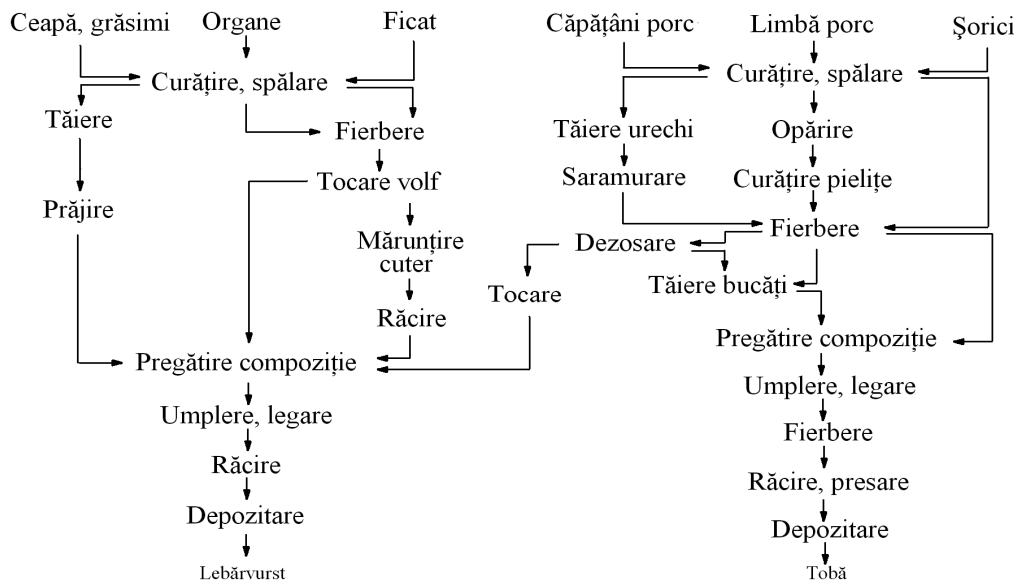 Ceapă, grăsimi
Organe
Ficat
Curățire, spălare
Tăiere
Fierbere
Tocare volf
Prăjire
Mărunțire
cuter
Răcire
Pregătire compoziție
Umplere, legare
Răcire
Depozitare
Lebărvurst
Căpățâni porc
Limbă porc
Şorici
Curățire, spălare
Tăiere urechi
Opărire
Saramurare
Curățire pielițe
Fierbere
Dezosare
Tăiere bucăți
Tocare
Pregătire compoziție
Umplere, legare
Fierbere
Răcire, presare
Depozitare
Tobă